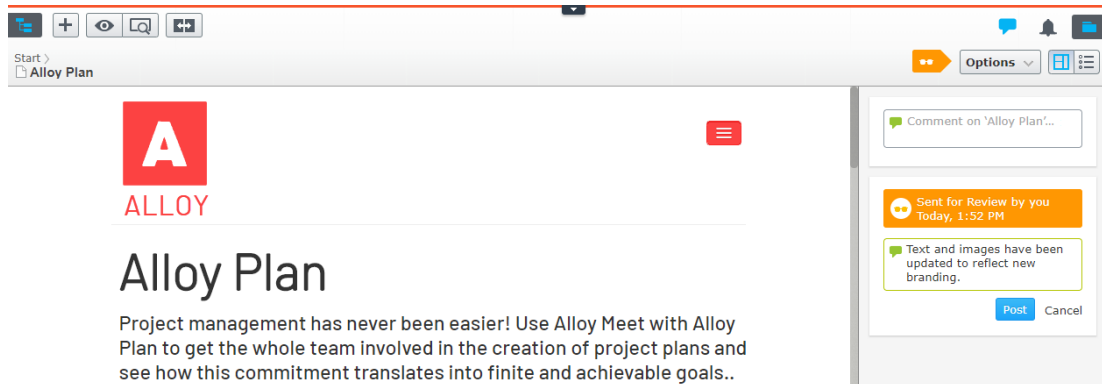 Start >
Alloy Plan
Options
A
ALLOY
Alloy Plan
Project management has never been easier! Use Alloy Meet with Alloy
Plan to get the whole team involved in the creation of project plans and
see how this commitment translates into finite and achievable goals..
Comment on ‘Alloy Plan’...
Sent for Review by you
Today, 1:52 PM
Text and images have been
updated to reflect new
branding.
Post Cancel